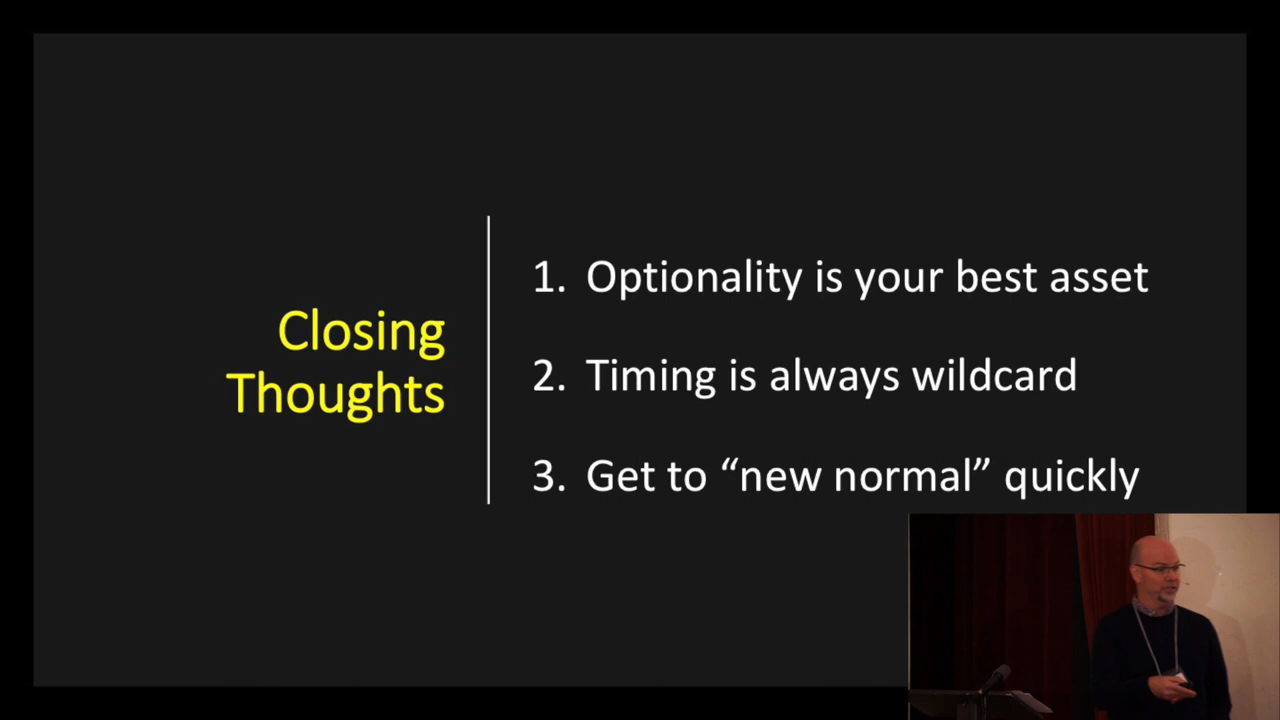 Closing
Thoughts
1. Optionality is your best asset
2. Timing is always wildcard
3. Get to “new normal” quickly